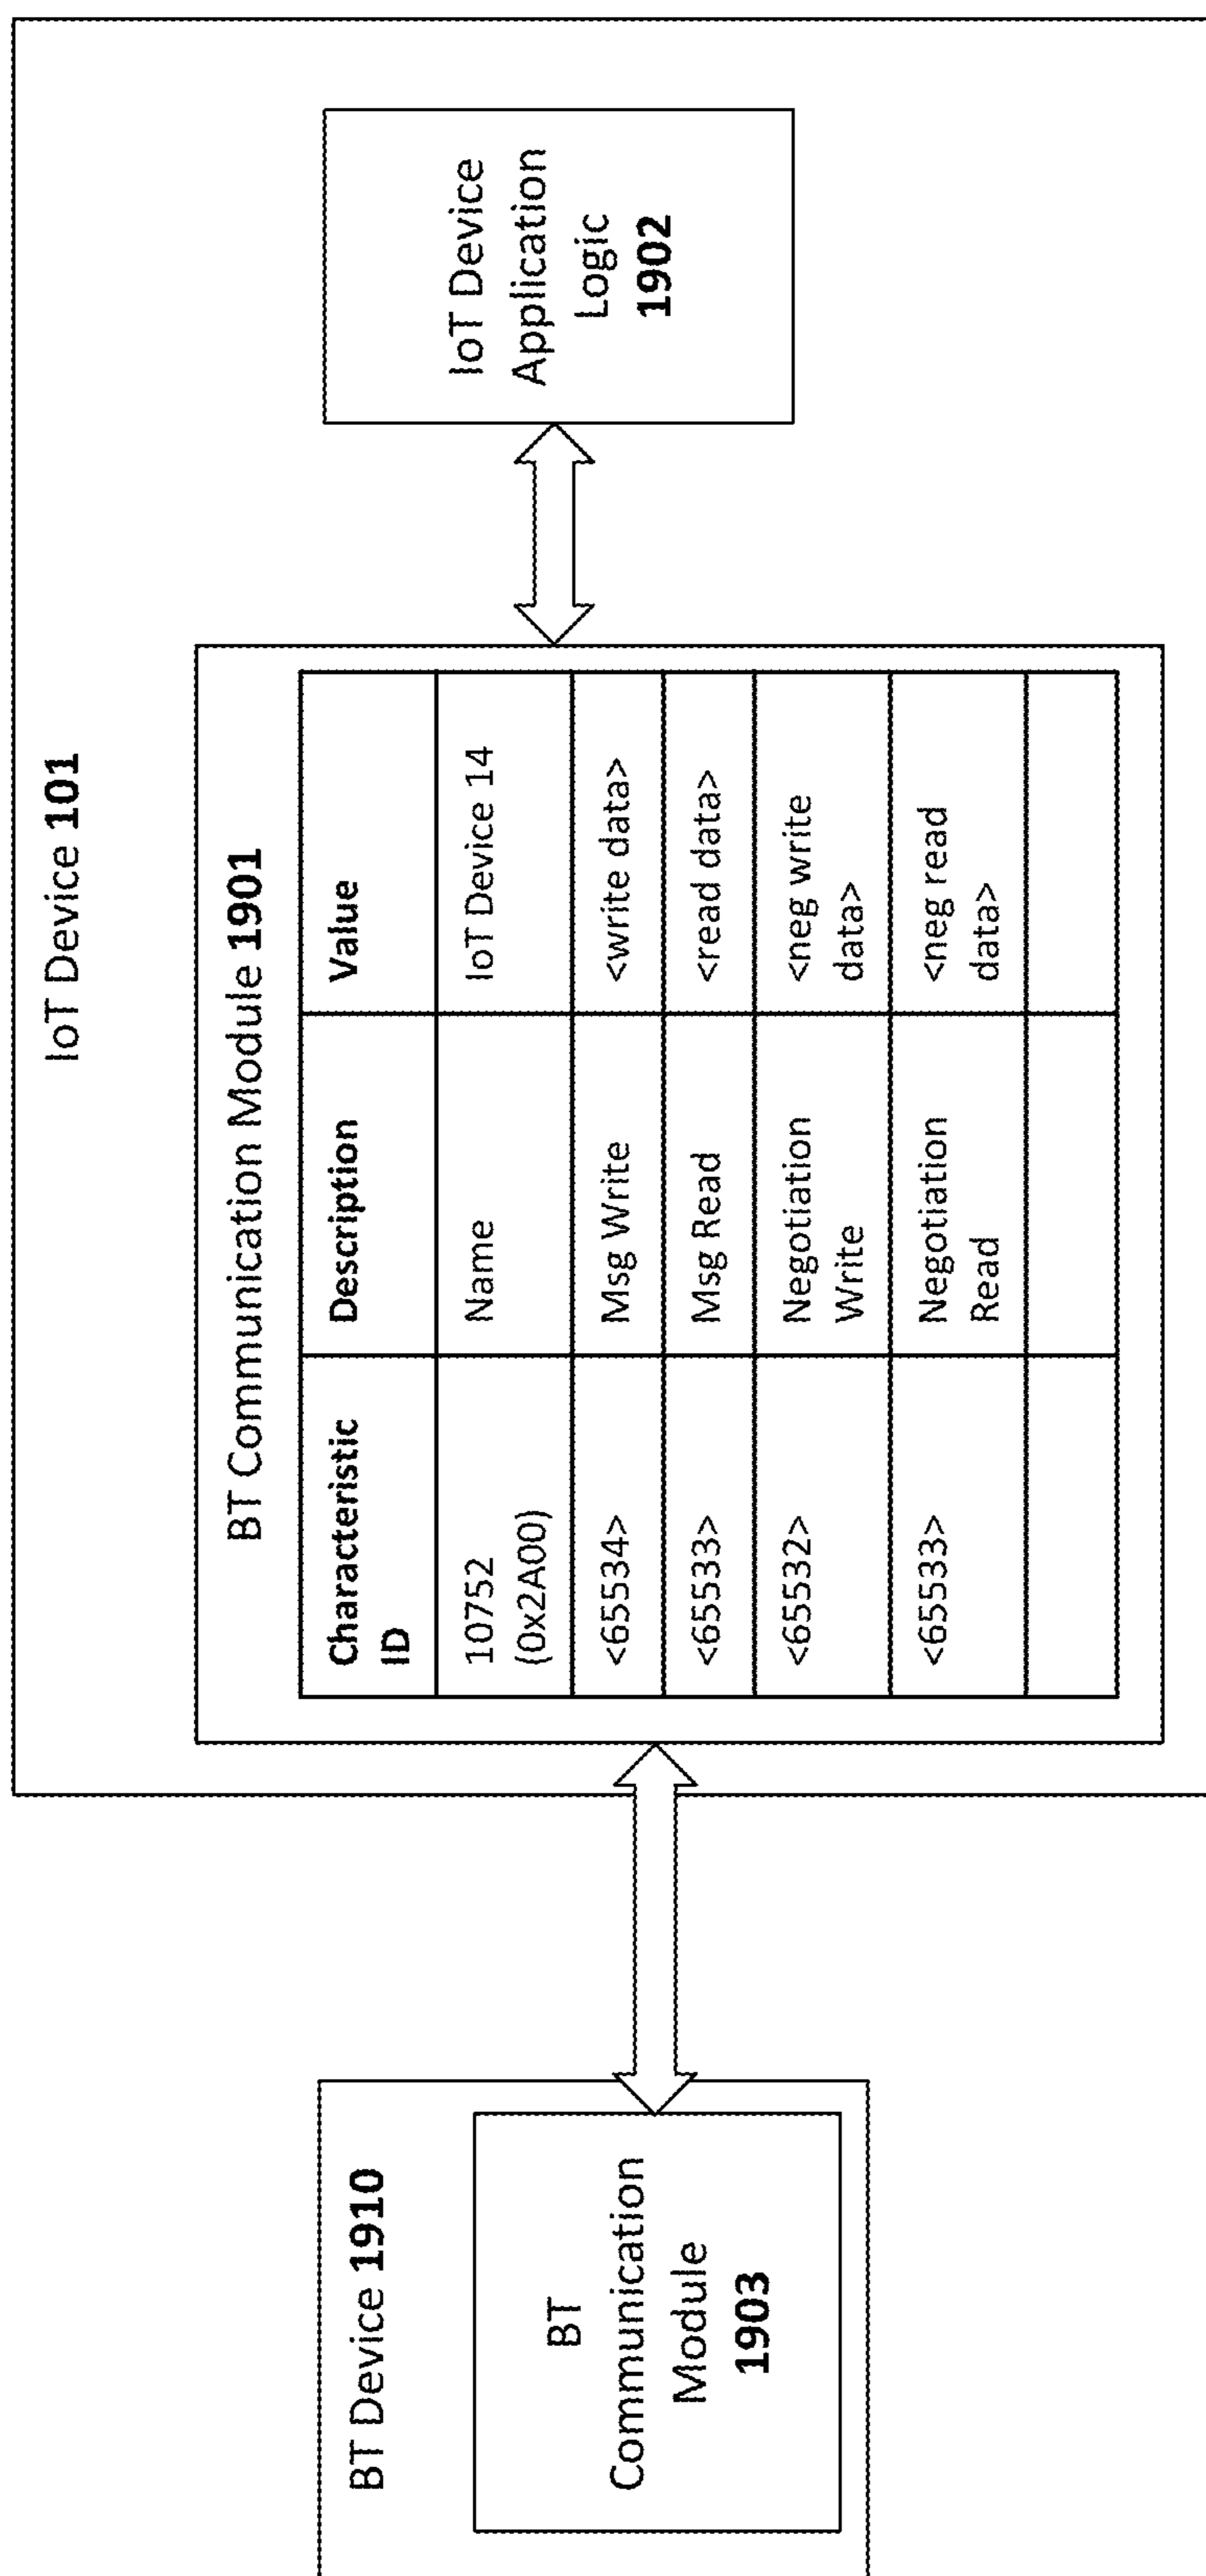 IoT Device 101
BT Device 1910
BT
Communication
Module
1903
BT Communication Module 1901
Characteristic
ID
Description
Value
10752
(0x2A00)
Name
IoT Device 14
<65534>
Msg Write
<write data>
<65533>
Msg Read
<read data>
<65532>
Negotiation
Write
<neg write
data>
<65533>
Negotiation
Read
<neg read
data>
IoT Device
Application
Logic
1902